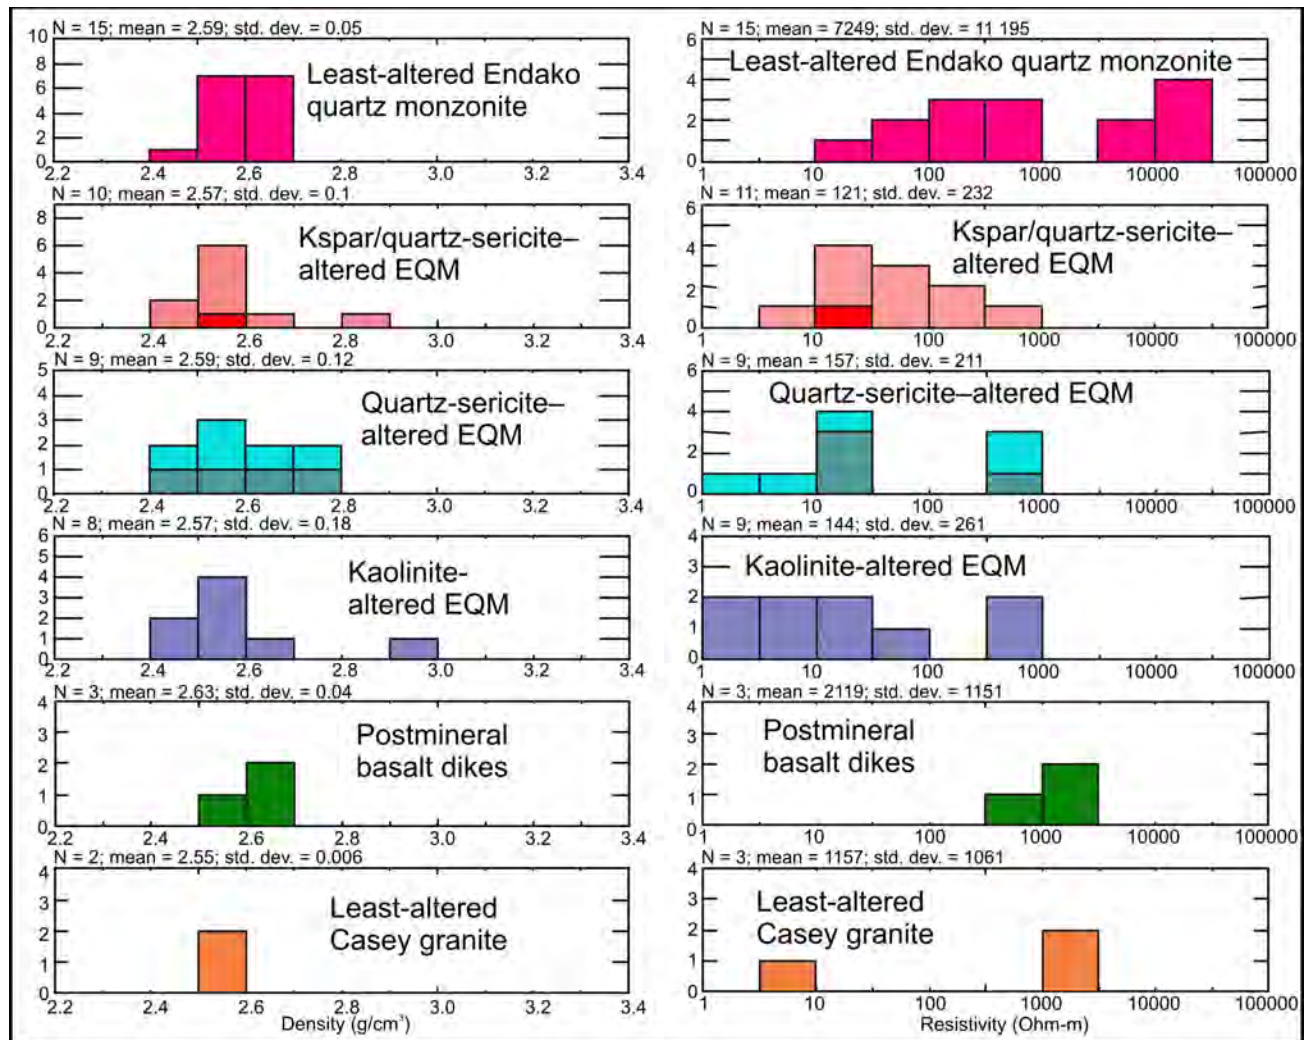 N = 15; mean = 2.59; std. dev. = 0.05
10
8
6
4
2
0
Least-altered Endako
quartz monzonite
2.2 2.4 2.6 2.8 3.0 3.2 3.4
N = 15; mean = 7249; std. dev. = 11 195
6
4
2
0
Least-altered Endako quartz monzonite
1 10 100 1000 10000 100000
N = 10; mean = 2.57; std. dev. = 0.1
8
6
4
2
0
Kspar/quartz-sericite–
altered EQM
2.2 2.4 2.6 2.8 3.0 3.2 3.4
N = 11; mean = 121; std. dev. = 232
6
4
2
0
Kspar/quartz-sericite–
altered EQM
1 10 100 1000 10000 100000
N = 9; mean = 2.59; std. dev. = 0.12
5
4
3
2
1
0
Quartz-sericite–
altered EQM
2.2 2.4 2.6 2.8 3.0 3.2 3.4
N = 9; mean = 157; std. dev. = 211
6
4
2
0
Quartz-sericite–altered EQM
1 10 100 1000 10000 100000
N = 8; mean = 2.57; std. dev. = 0.18
6
5
4
3
2
1
0
Kaolinite-
altered EQM
2.2 2.4 2.6 2.8 3.0 3.2 3.4
N = 9; mean = 144; std. dev. = 261
4
3
2
1
0
Kaolinite-altered EQM
1 10 100 1000 10000 100000
N = 3; mean = 2.63; std. dev. = 0.04
4
3
2
1
0
Postmineral
basalt dikes
2.2 2.4 2.6 2.8 3.0 3.2 3.4
N = 3; mean = 2119; std. dev. = 1151
4
3
2
1
0
Postmineral
basalt dikes
1 10 100 1000 10000 100000
N = 2; mean = 2.55; std. dev. = 0.006
4
3
2
1
0
Least-altered
Casey granite
2.2 2.4 2.6 2.8 3.0 3.2 3.4
Density (g/cm³)
N = 3; mean = 1157; std. dev. = 1061
4
3
2
1
0
Least-altered
Casey granite
1 10 100 1000 10000 100000
Resistivity (Ohm-m)